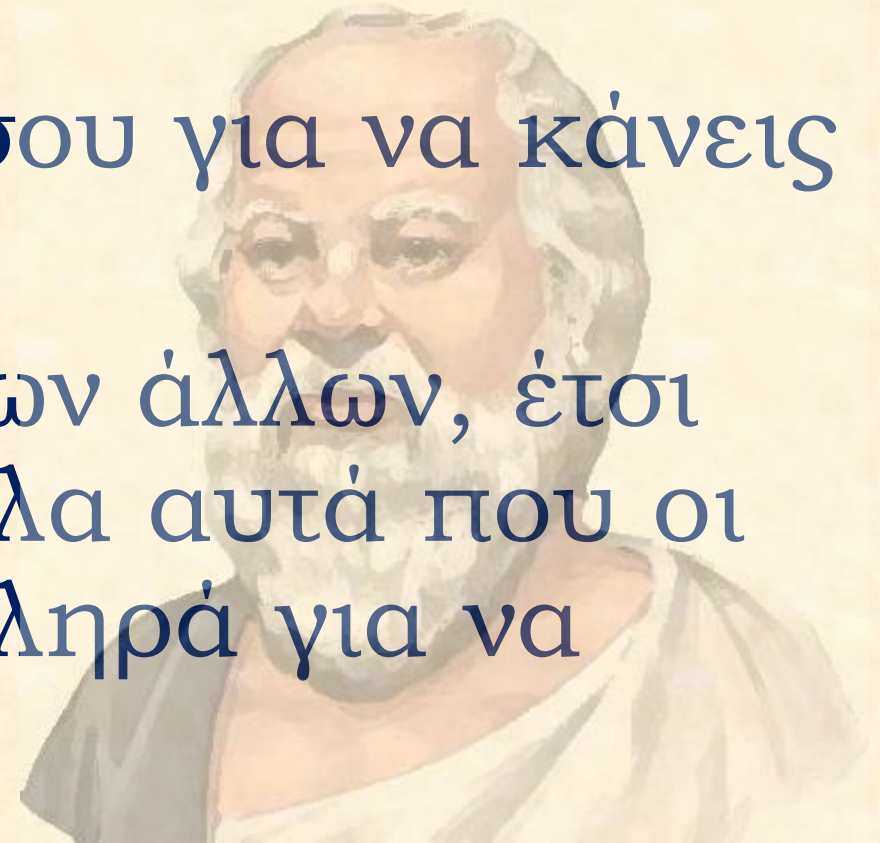 σου για να κάνεις
ων άλλων, έτσι
λα αυτά που οι
ληρά για να